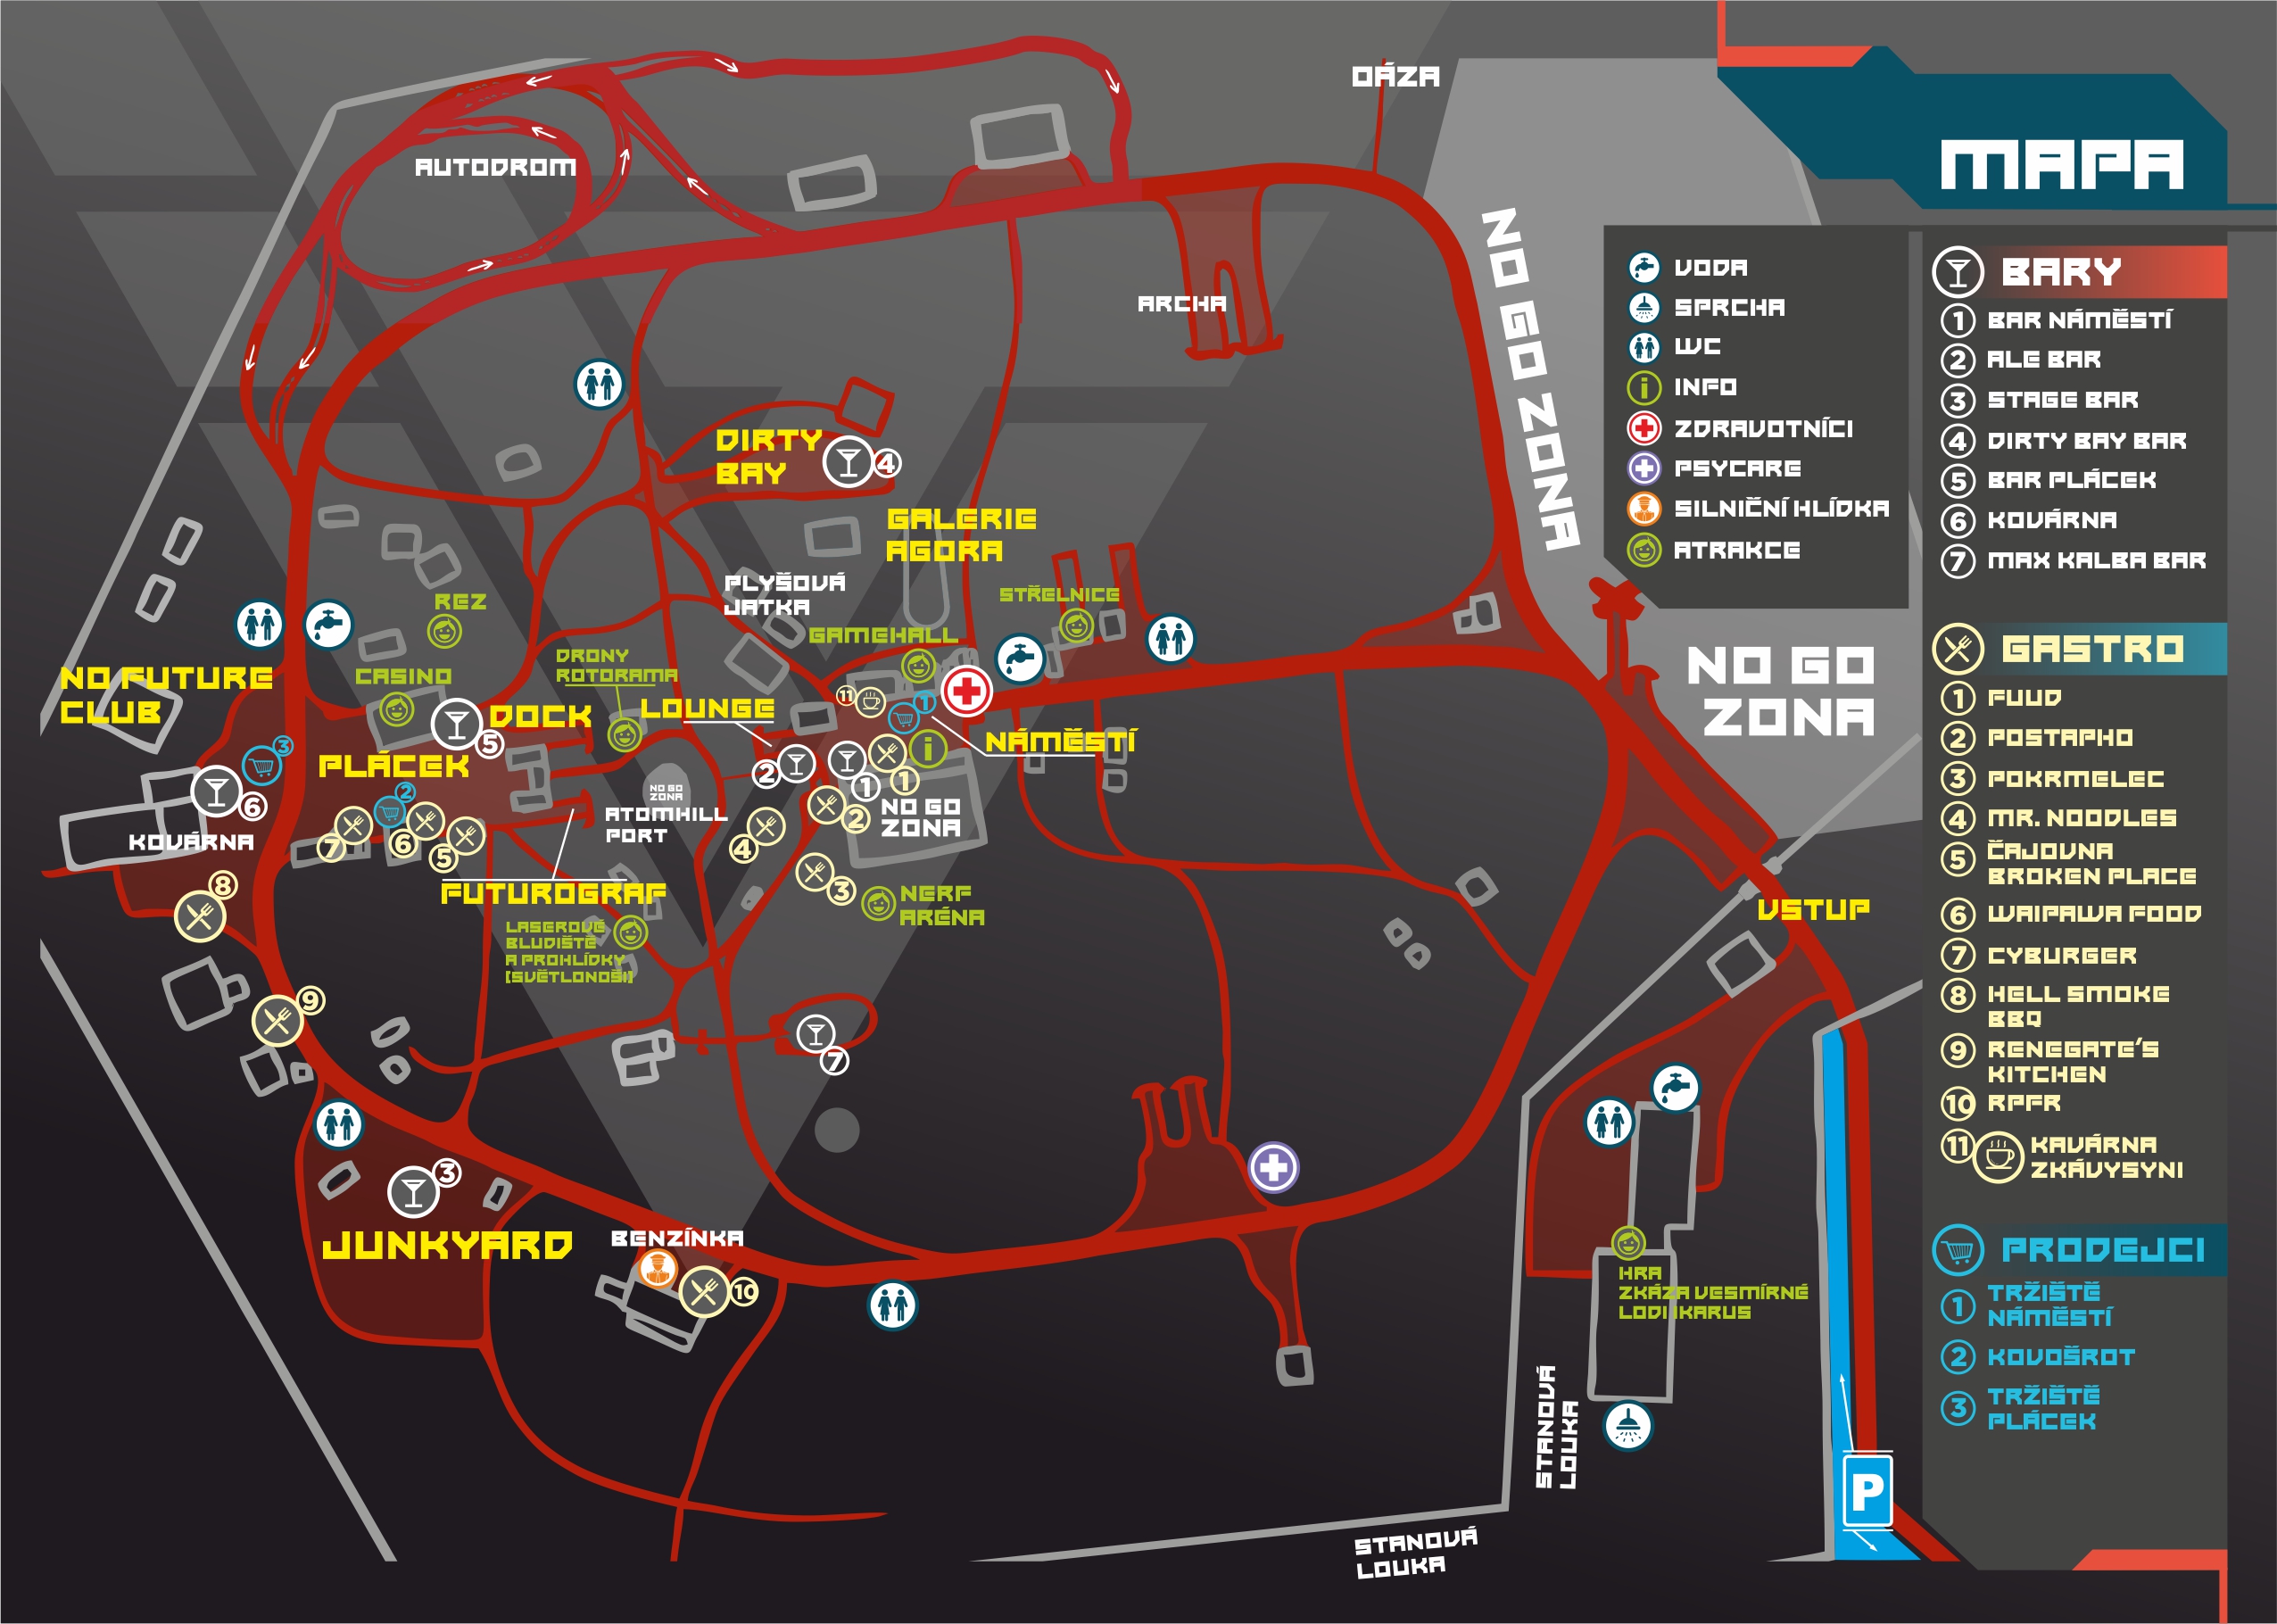 MAPA
OÁZA
AUTODROM
ARCHA
NO GO ZONA
DIRTY
BAY
4
GALERIE
AGORA
PLYŠOVÁ
JATKA
STŘELNICE
REZ
GAMEHALL
CASINO
DRONY
ROTORAMA
NO FUTURE
CLUB
LOUNGE
DOCK
5
11
1
NÁMĚSTÍ
NO GO
ZONA
3
PLÁCEK
2
1
1
i
2
6
NO GO
ZONA
ATOMHILL
PORT
NO GO
ZONA
2
KOVÁRNA
7
6
5
4
3
8
FUTUROGRAF
NERF
ARÉNA
LASEROVÉ
BLUDIŠTĚ
A PROHLÍDKY
(SVĚTLONOŠI)
VSTUP
9
7
3
JUNKYARD
BENZÍNKA
10
HRA
ZKÁZA VESMÍRNÉ
LODI IKARUS
STANOVÁ
LOUKA
STANOVÁ
LOUKA
P
VODA
SPRCHA
WC
i INFO
ZDRAVOTNÍCI
PSYCARE
SILNIČNÍ HLÍDKA
ATRAKCE
BARY
1 BAR NÁMĚSTÍ
2 ALE BAR
3 STAGE BAR
4 DIRTY BAY BAR
5 BAR PLÁCEK
6 KOVÁRNA
7 MAX KALBA BAR
GASTRO
1 FUUD
2 POSTAPHO
3 POKRMELEC
4 MR. NOODLES
5 ČAJOVNA
BROKEN PLACE
6 WAIPAWA FOOD
7 CYBURGER
8 HELL SMOKE
BBQ
9 RENEGATE'S
KITCHEN
10 RPFR
11 KAVÁRNA
ZKÁVYSYNI
PRODEJCI
1 TRŽIŠTĚ
NÁMĚSTÍ
2 KOVOŠROT
3 TRŽIŠTĚ
PLÁCEK